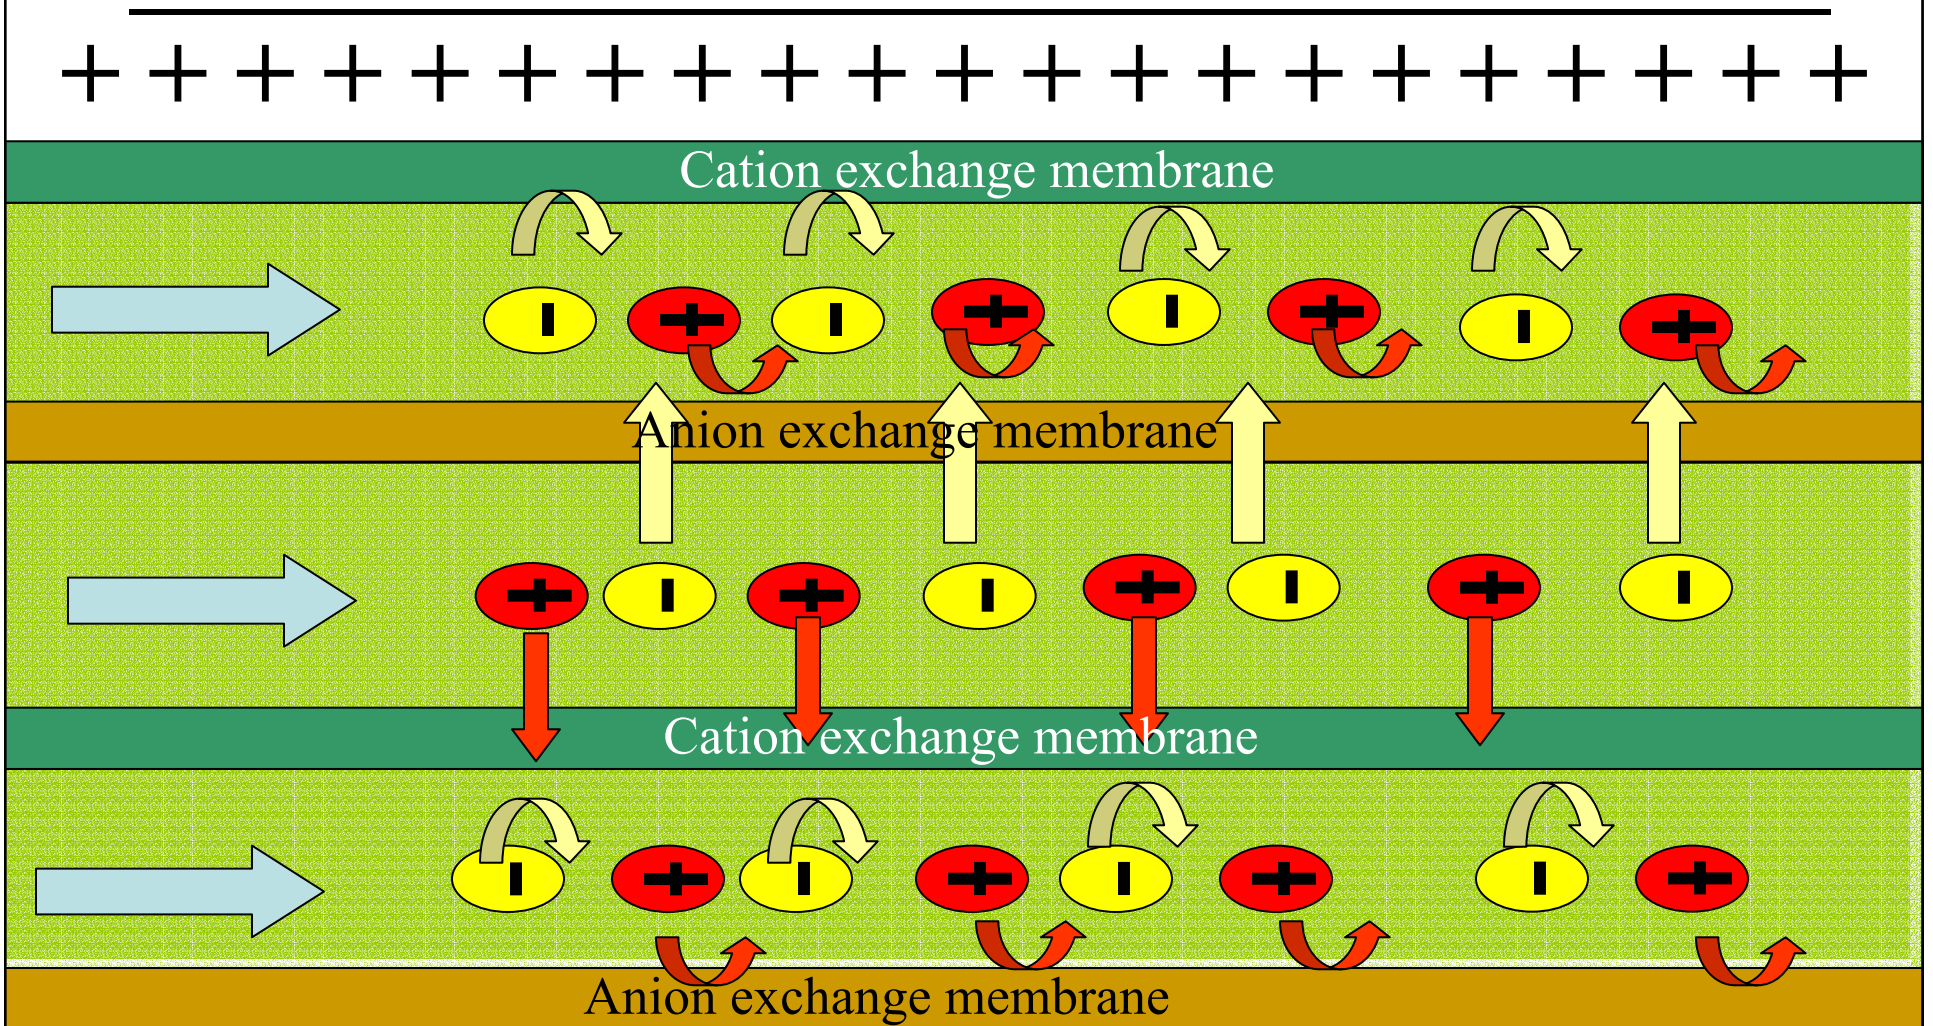 + + + + + + + + + + + + + + + + + + + + +
Cation exchange membrane
- + - + - + - +
Anion exchange membrane
+ - + - + - + -
Cation exchange membrane
- + - + - + - +
Anion exchange membrane